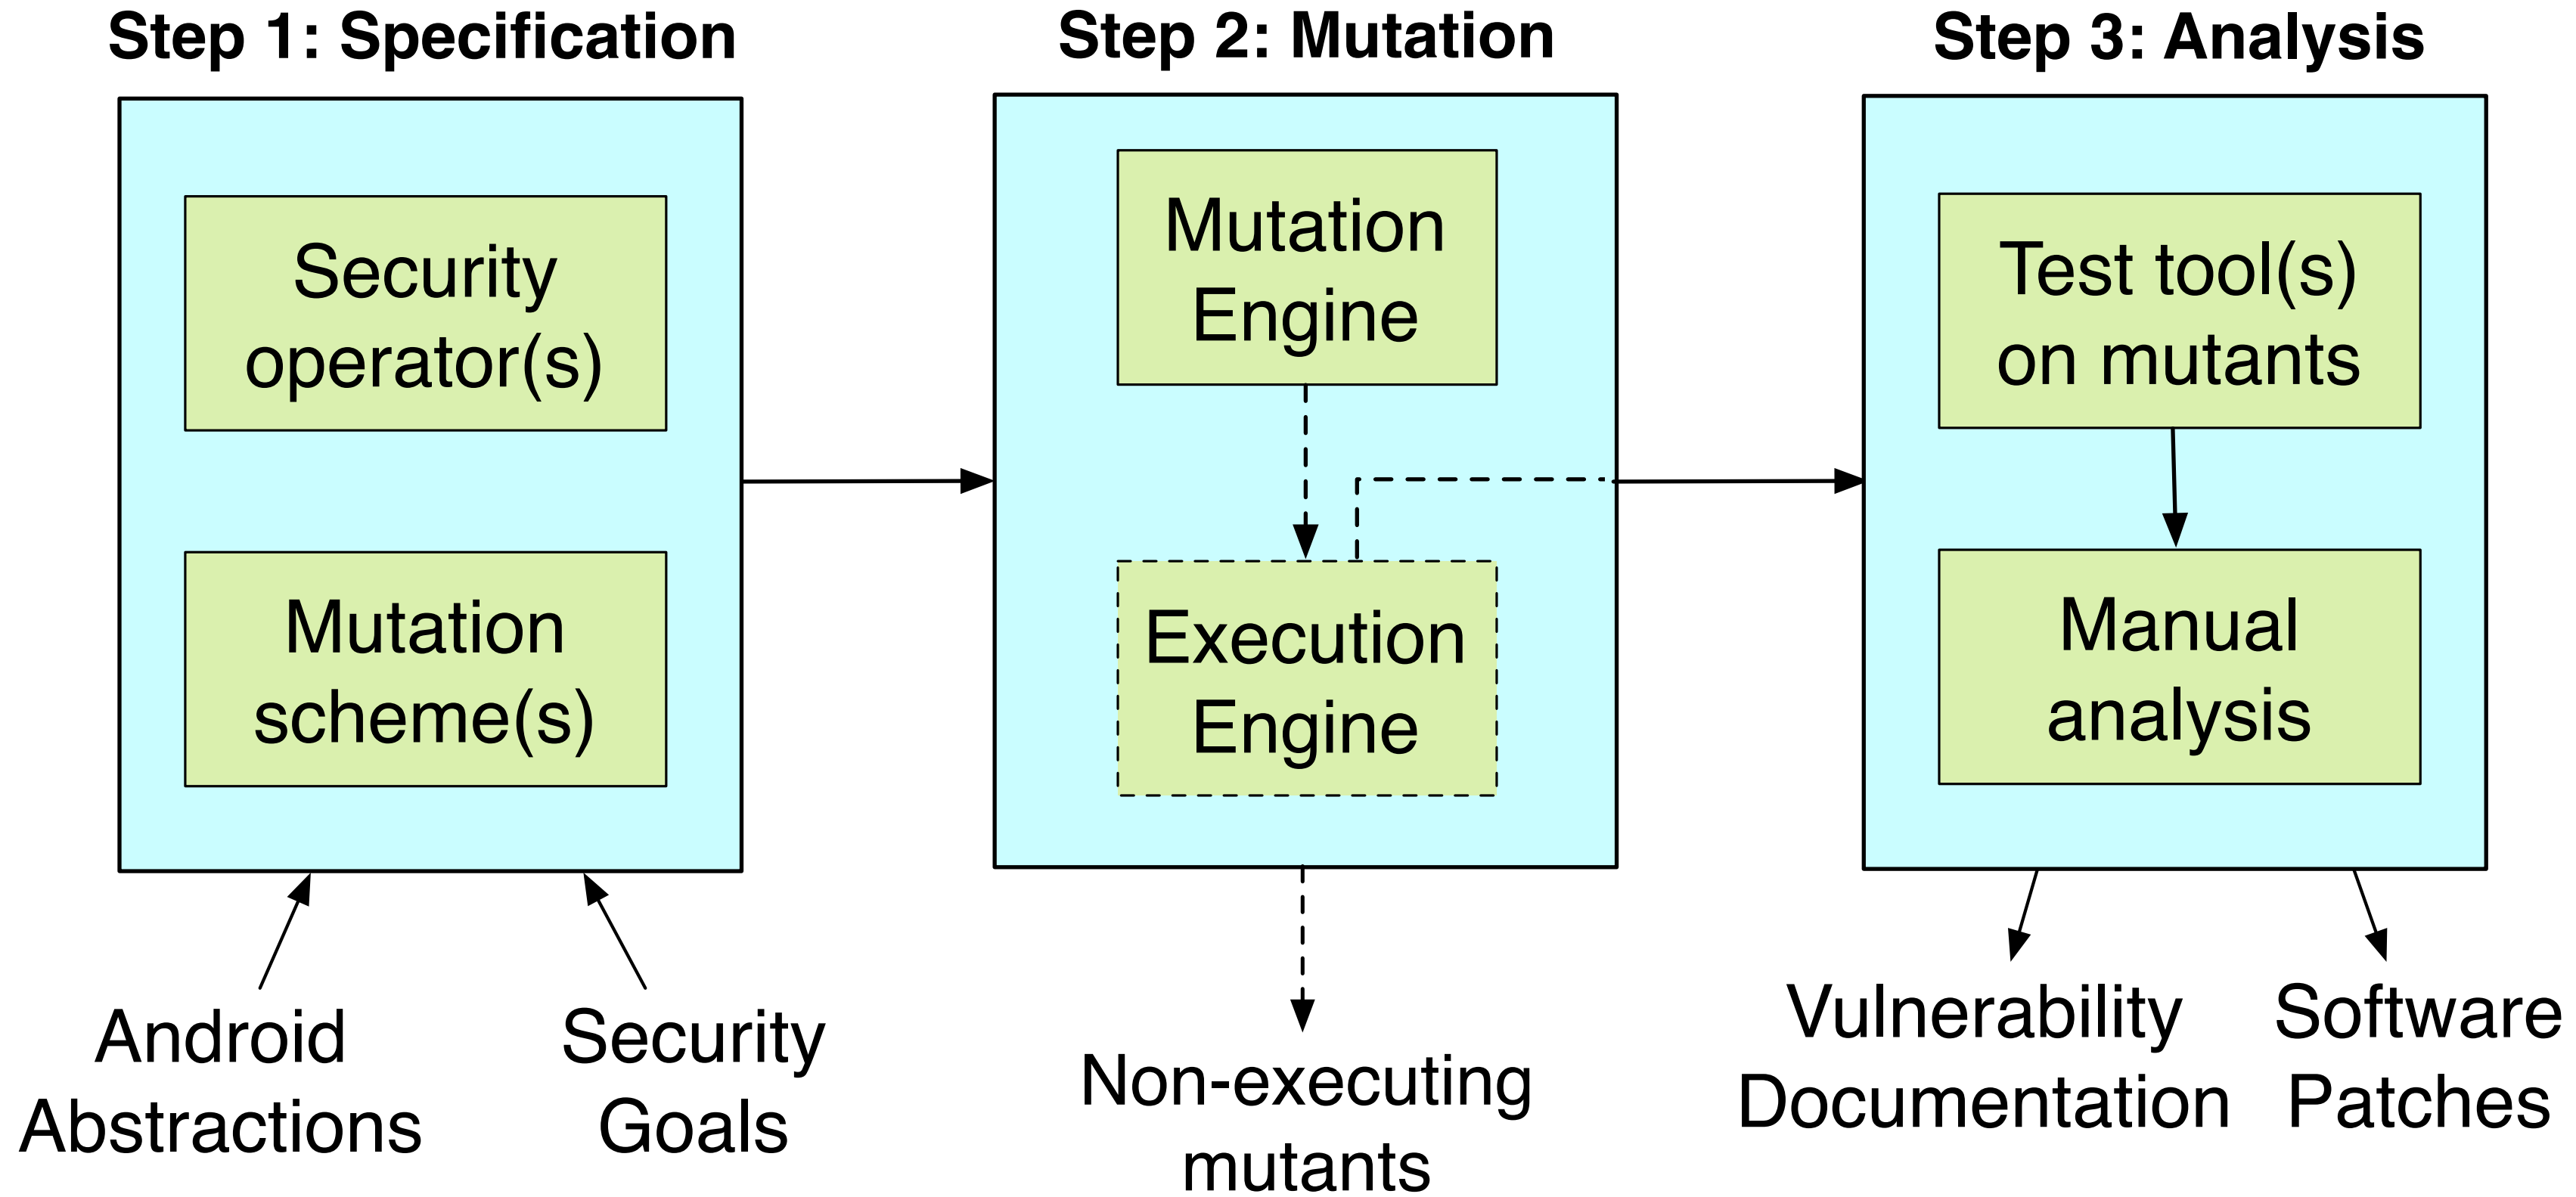 Step 1: Specification
Security
operator(s)
Mutation
scheme(s)
Android
Abstractions
Security
Goals
Step 2: Mutation
Mutation
Engine
Execution
Engine
Non-executing
mutants
Step 3: Analysis
Test tool(s)
on mutants
Manual
analysis
Vulnerability
Documentation
Software
Patches